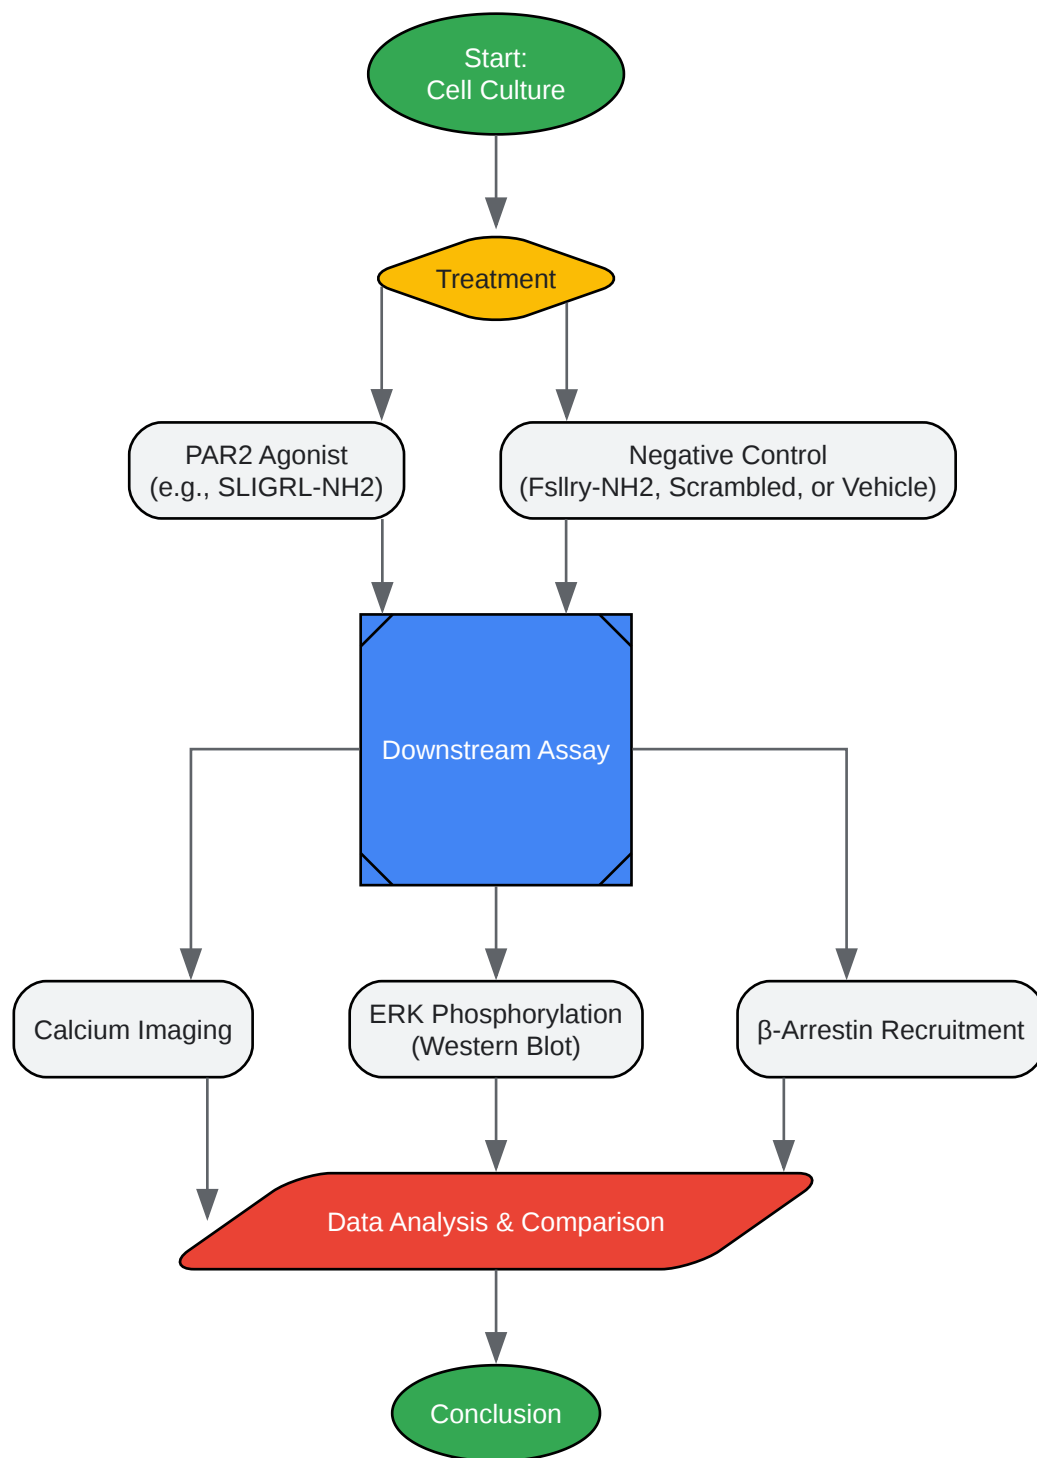 Start:
Cell Culture
Treatment
PAR2 Agonist
(e.g., SLIGRL-NH2)
Negative Control
(Fsllry-NH2, Scrambled, or Vehicle)
Downstream Assay
Calcium Imaging
ERK Phosphorylation
(Western Blot)
β-Arrestin Recruitment
Data Analysis & Comparison
Conclusion